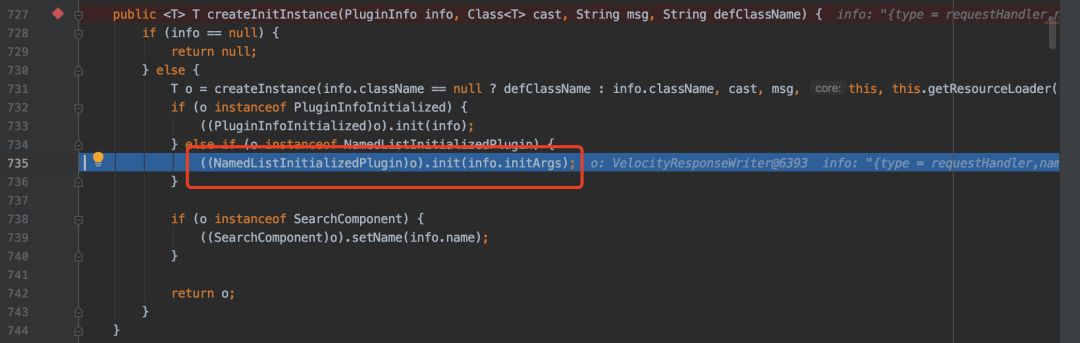 727 public <T> T createInitInstance(PluginInfo info, Class<T> cast, String msg, String defClassName) { info: "{type = requestHandler,n
728 if (info == null) {
729 return null;
730 } else {
731 T o = createInstance(info.className == null ? defClassName : info.className, cast, msg, core: this, this.getResourceLoader(
732 if (o instanceof PluginInfoInitialized) {
733 ((PluginInfoInitialized)o).init(info);
734 } else if (o instanceof NamedListInitializedPlugin) {
735 ((NamedListInitializedPlugin)o).init(info.initArgs); o: VelocityResponseWriter@6393 info: "{type = requestHandler,nam
736 }
737
738 if (o instanceof SearchComponent) {
739 ((SearchComponent)o).setName(info.name);
740 }
741
742 return o;
743 }
744 }